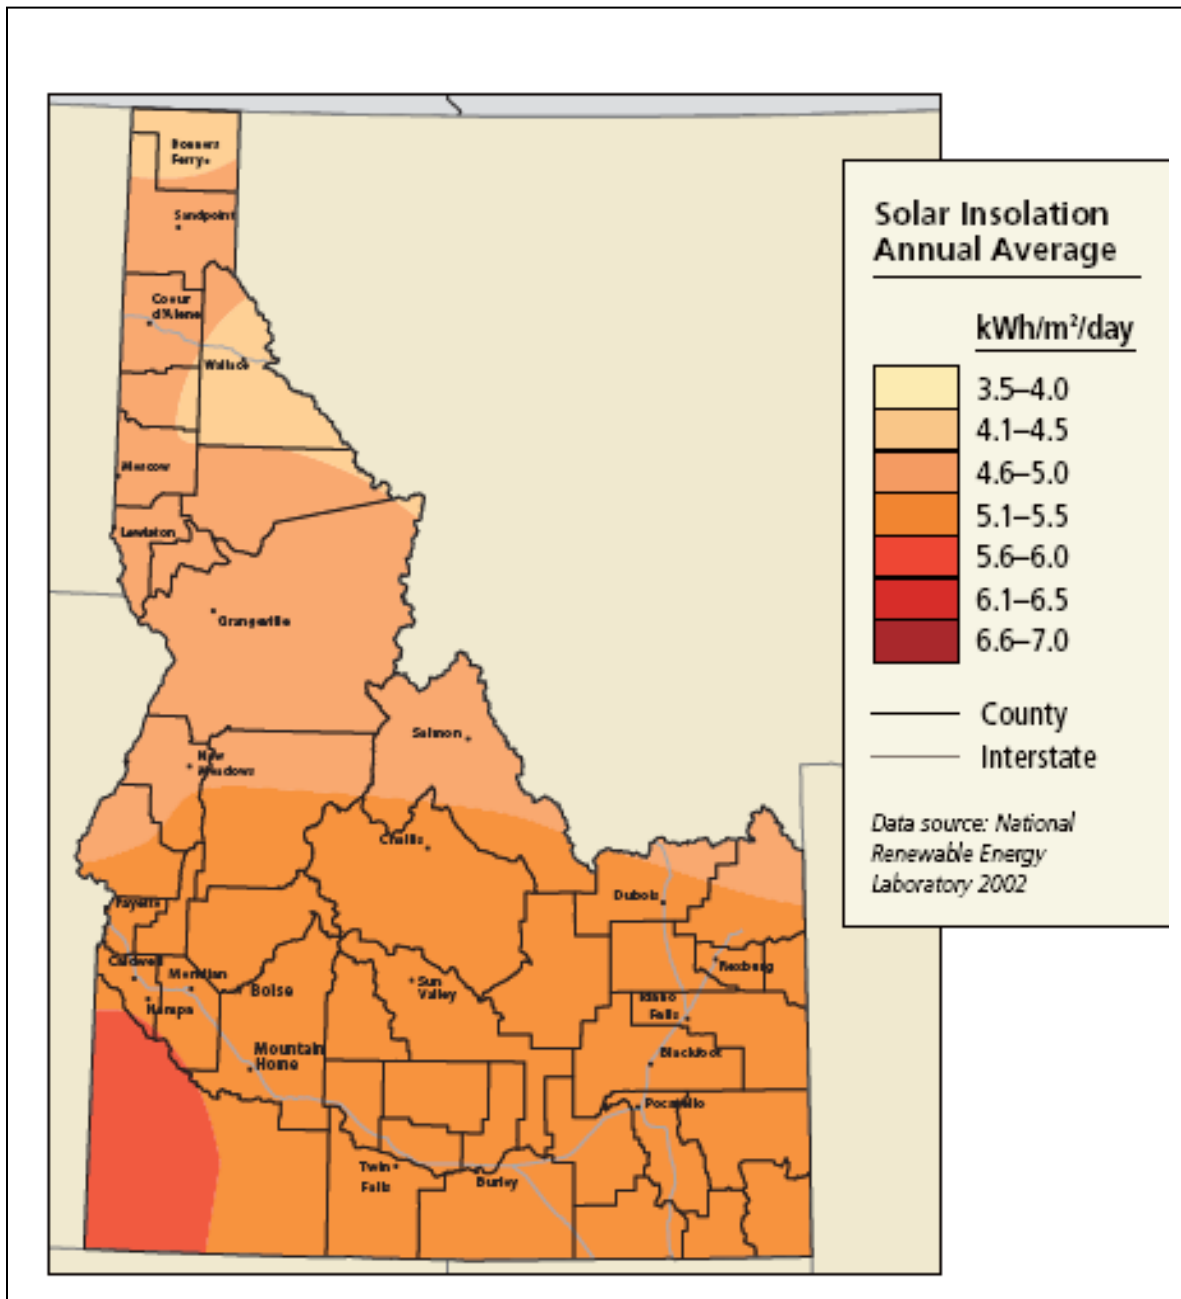 Bonners
Ferry
Sandpoint
Coeur
d'Alene
Wallace
Moscow
Lewiston
Grangeville
Salmon
New
Meadows
Challis
Payette
Dubois
Caldwell
Meridian
Boise
Nampa
Sun
Valley
Rexburg
Idaho
Falls
Mountain
Home
Blackfoot
Pocatello
Twin
Falls
Burley
Solar Insolation
Annual Average
kWh/m²/day
3.5–4.0
4.1–4.5
4.6–5.0
5.1–5.5
5.6–6.0
6.1–6.5
6.6–7.0
County
Interstate
Data source: National
Renewable Energy
Laboratory 2002